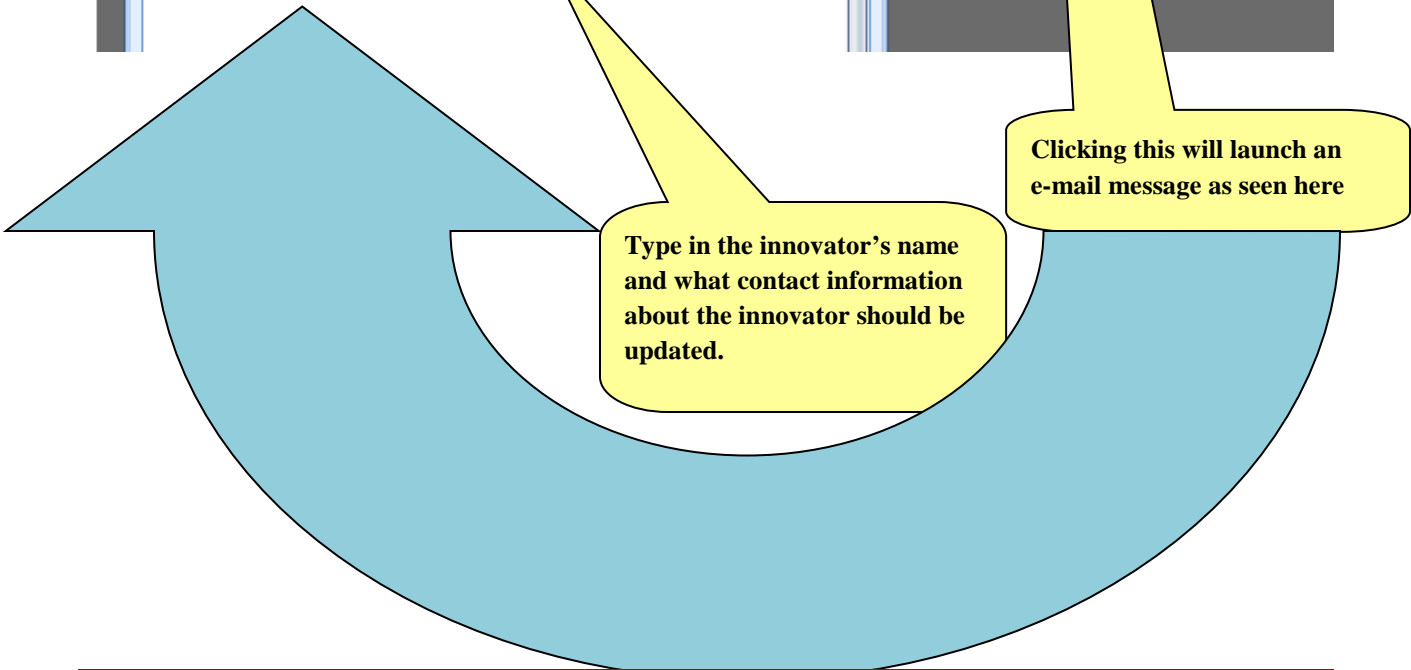 Clicking this will launch an
e-mail message as seen here
Type in the innovator’s name
and what contact information
about the innovator should be
updated.